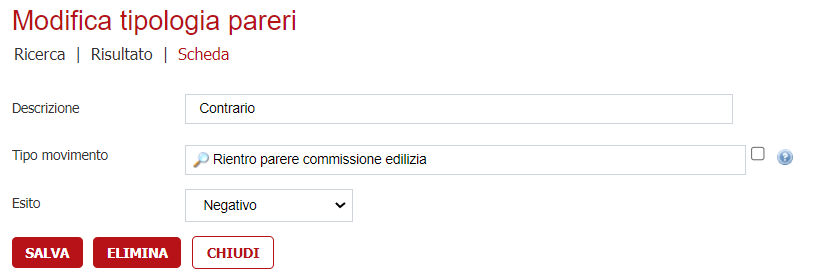 Modifica tipologia pareri
Ricerca | Risultato | Scheda
Descrizione Contrario
Tipo movimento Rientro parere commissione edilizia ?
Esito Negativo
SALVA ELIMINA CHIUDI